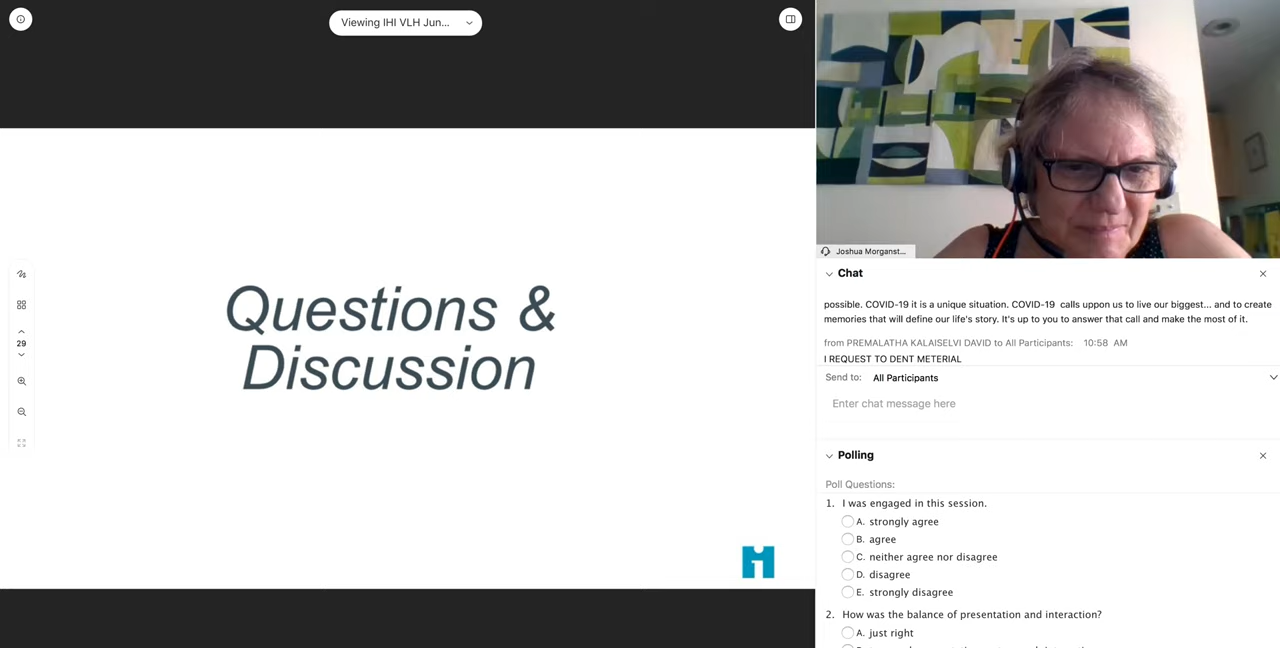 Viewing IHI VLH Jun...
29
Questions &
Discussion
Joshua Morganst...
Chat
possible. COVID-19 it is a unique situation. COVID-19 calls uppon us to live our biggest... and to create
memories that will define our life's story. It's up to you to answer that call and make the most of it.
from PREMALATHA KALAISELVI DAVID to All Participants: 10:58 AM
I REQUEST TO DENT METERIAL
Send to: All Participants
Enter chat message here
Polling
Poll Questions:
1. I was engaged in this session.
A. strongly agree
B. agree
C. neither agree nor disagree
D. disagree
E. strongly disagree
2. How was the balance of presentation and interaction?
A. just right